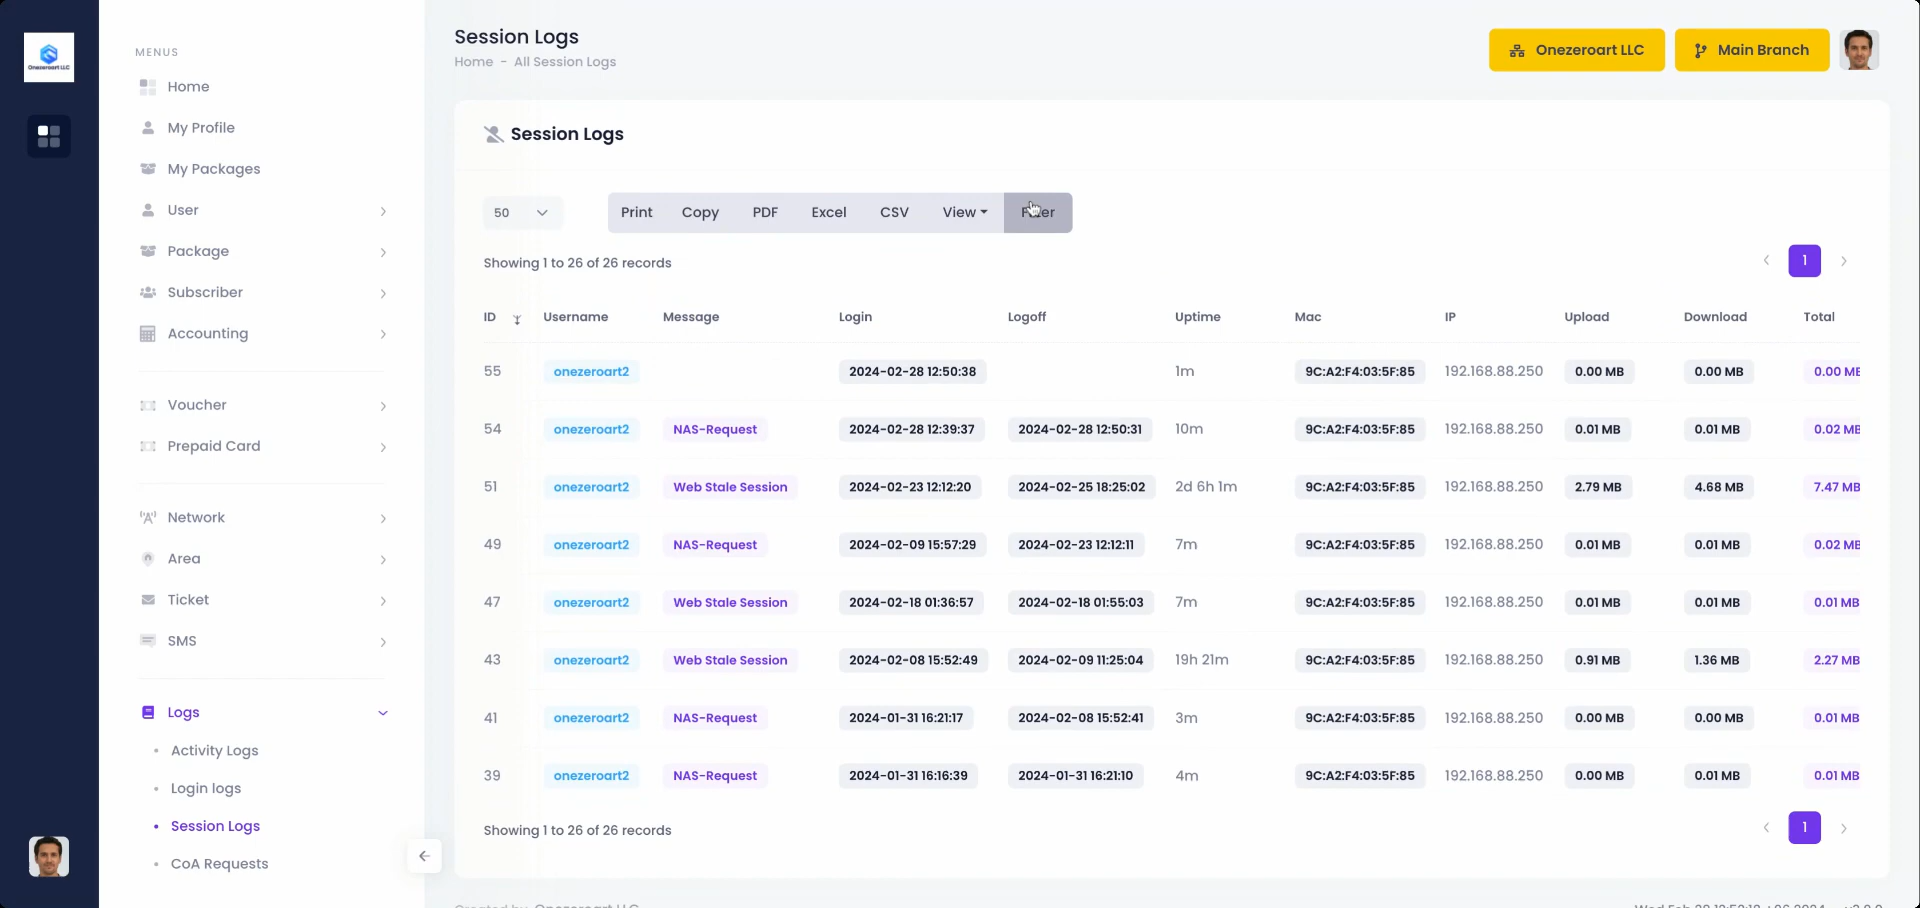 Onezeroart LLC
MENUS
Home
My Profile
My Packages
User
Package
Subscriber
Accounting
Voucher
Prepaid Card
Network
Area
Ticket
SMS
Logs
Activity Logs
Login logs
Session Logs
CoA Requests
Session Logs
Home - All Session Logs
Onezeroart LLC
Main Branch
Session Logs
50
Print Copy PDF Excel CSV View
Showing 1 to 26 of 26 records
1
ID Username Message Login Logoff Uptime Mac IP Upload Download Total
55 onezeroart2 2024-02-28 12:50:38 1m 9C:A2:F4:03:5F:85 192.168.88.250 0.00 MB 0.00 MB 0.00 MB
54 onezeroart2 NAS-Request 2024-02-28 12:39:37 2024-02-28 12:50:31 10m 9C:A2:F4:03:5F:85 192.168.88.250 0.01 MB 0.01 MB 0.02 MB
51 onezeroart2 Web Stale Session 2024-02-23 12:12:20 2024-02-25 18:25:02 2d 6h 1m 9C:A2:F4:03:5F:85 192.168.88.250 2.79 MB 4.68 MB 7.47 MB
49 onezeroart2 NAS-Request 2024-02-09 15:57:29 2024-02-23 12:12:11 7m 9C:A2:F4:03:5F:85 192.168.88.250 0.01 MB 0.01 MB 0.02 MB
47 onezeroart2 Web Stale Session 2024-02-18 01:36:57 2024-02-18 01:55:03 7m 9C:A2:F4:03:5F:85 192.168.88.250 0.01 MB 0.01 MB 0.01 MB
43 onezeroart2 Web Stale Session 2024-02-08 15:52:49 2024-02-09 11:25:04 19h 21m 9C:A2:F4:03:5F:85 192.168.88.250 0.91 MB 1.36 MB 2.27 MB
41 onezeroart2 NAS-Request 2024-01-31 16:21:17 2024-02-08 15:52:41 3m 9C:A2:F4:03:5F:85 192.168.88.250 0.00 MB 0.00 MB 0.01 MB
39 onezeroart2 NAS-Request 2024-01-31 16:16:39 2024-01-31 16:21:10 4m 9C:A2:F4:03:5F:85 192.168.88.250 0.00 MB 0.01 MB 0.01 MB
Showing 1 to 26 of 26 records
1